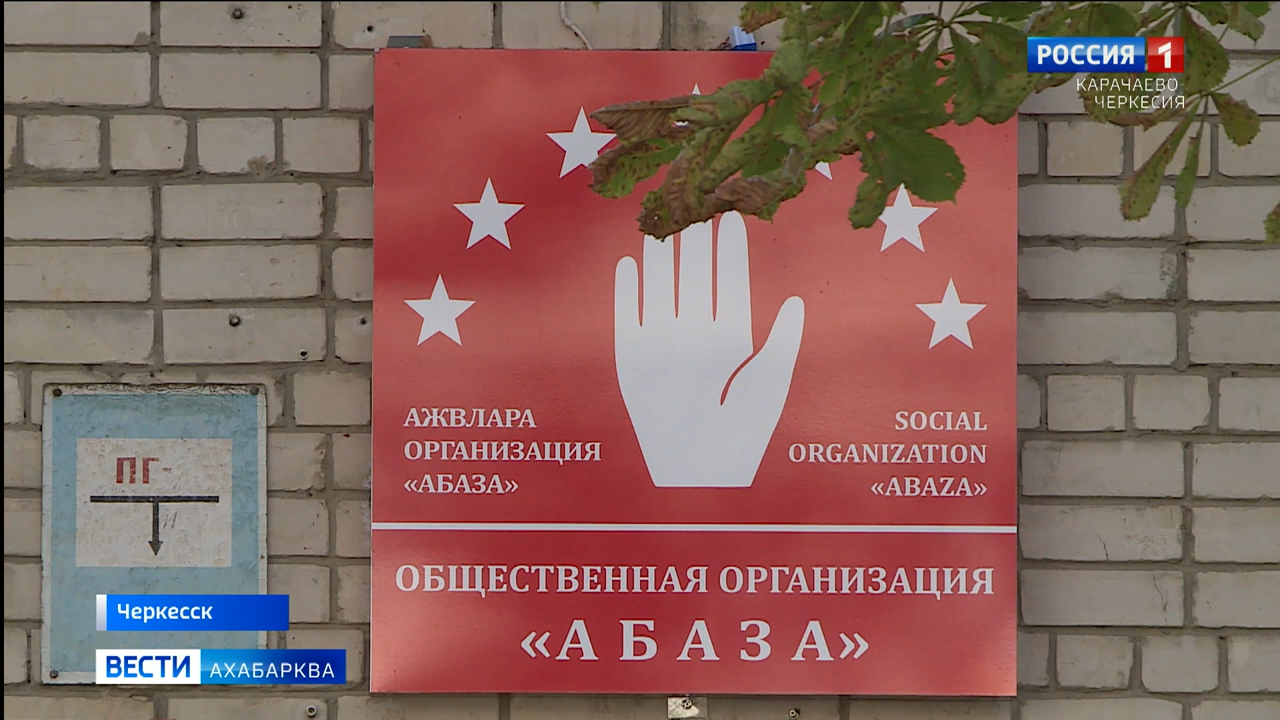 РОССИЯ 1
КАРАЧАЕВО
ЧЕРКЕСИЯ
АЖВЛАРА
ОРГАНИЗАЦИЯ
«АБАЗА»
SOCIAL
ORGANIZATION
«ABAZA»
ОБЩЕСТВЕННАЯ ОРГАНИЗАЦИЯ
«АБАЗА»
ПГ-
Черкесск
ВЕСТИ АХАБАРКВА